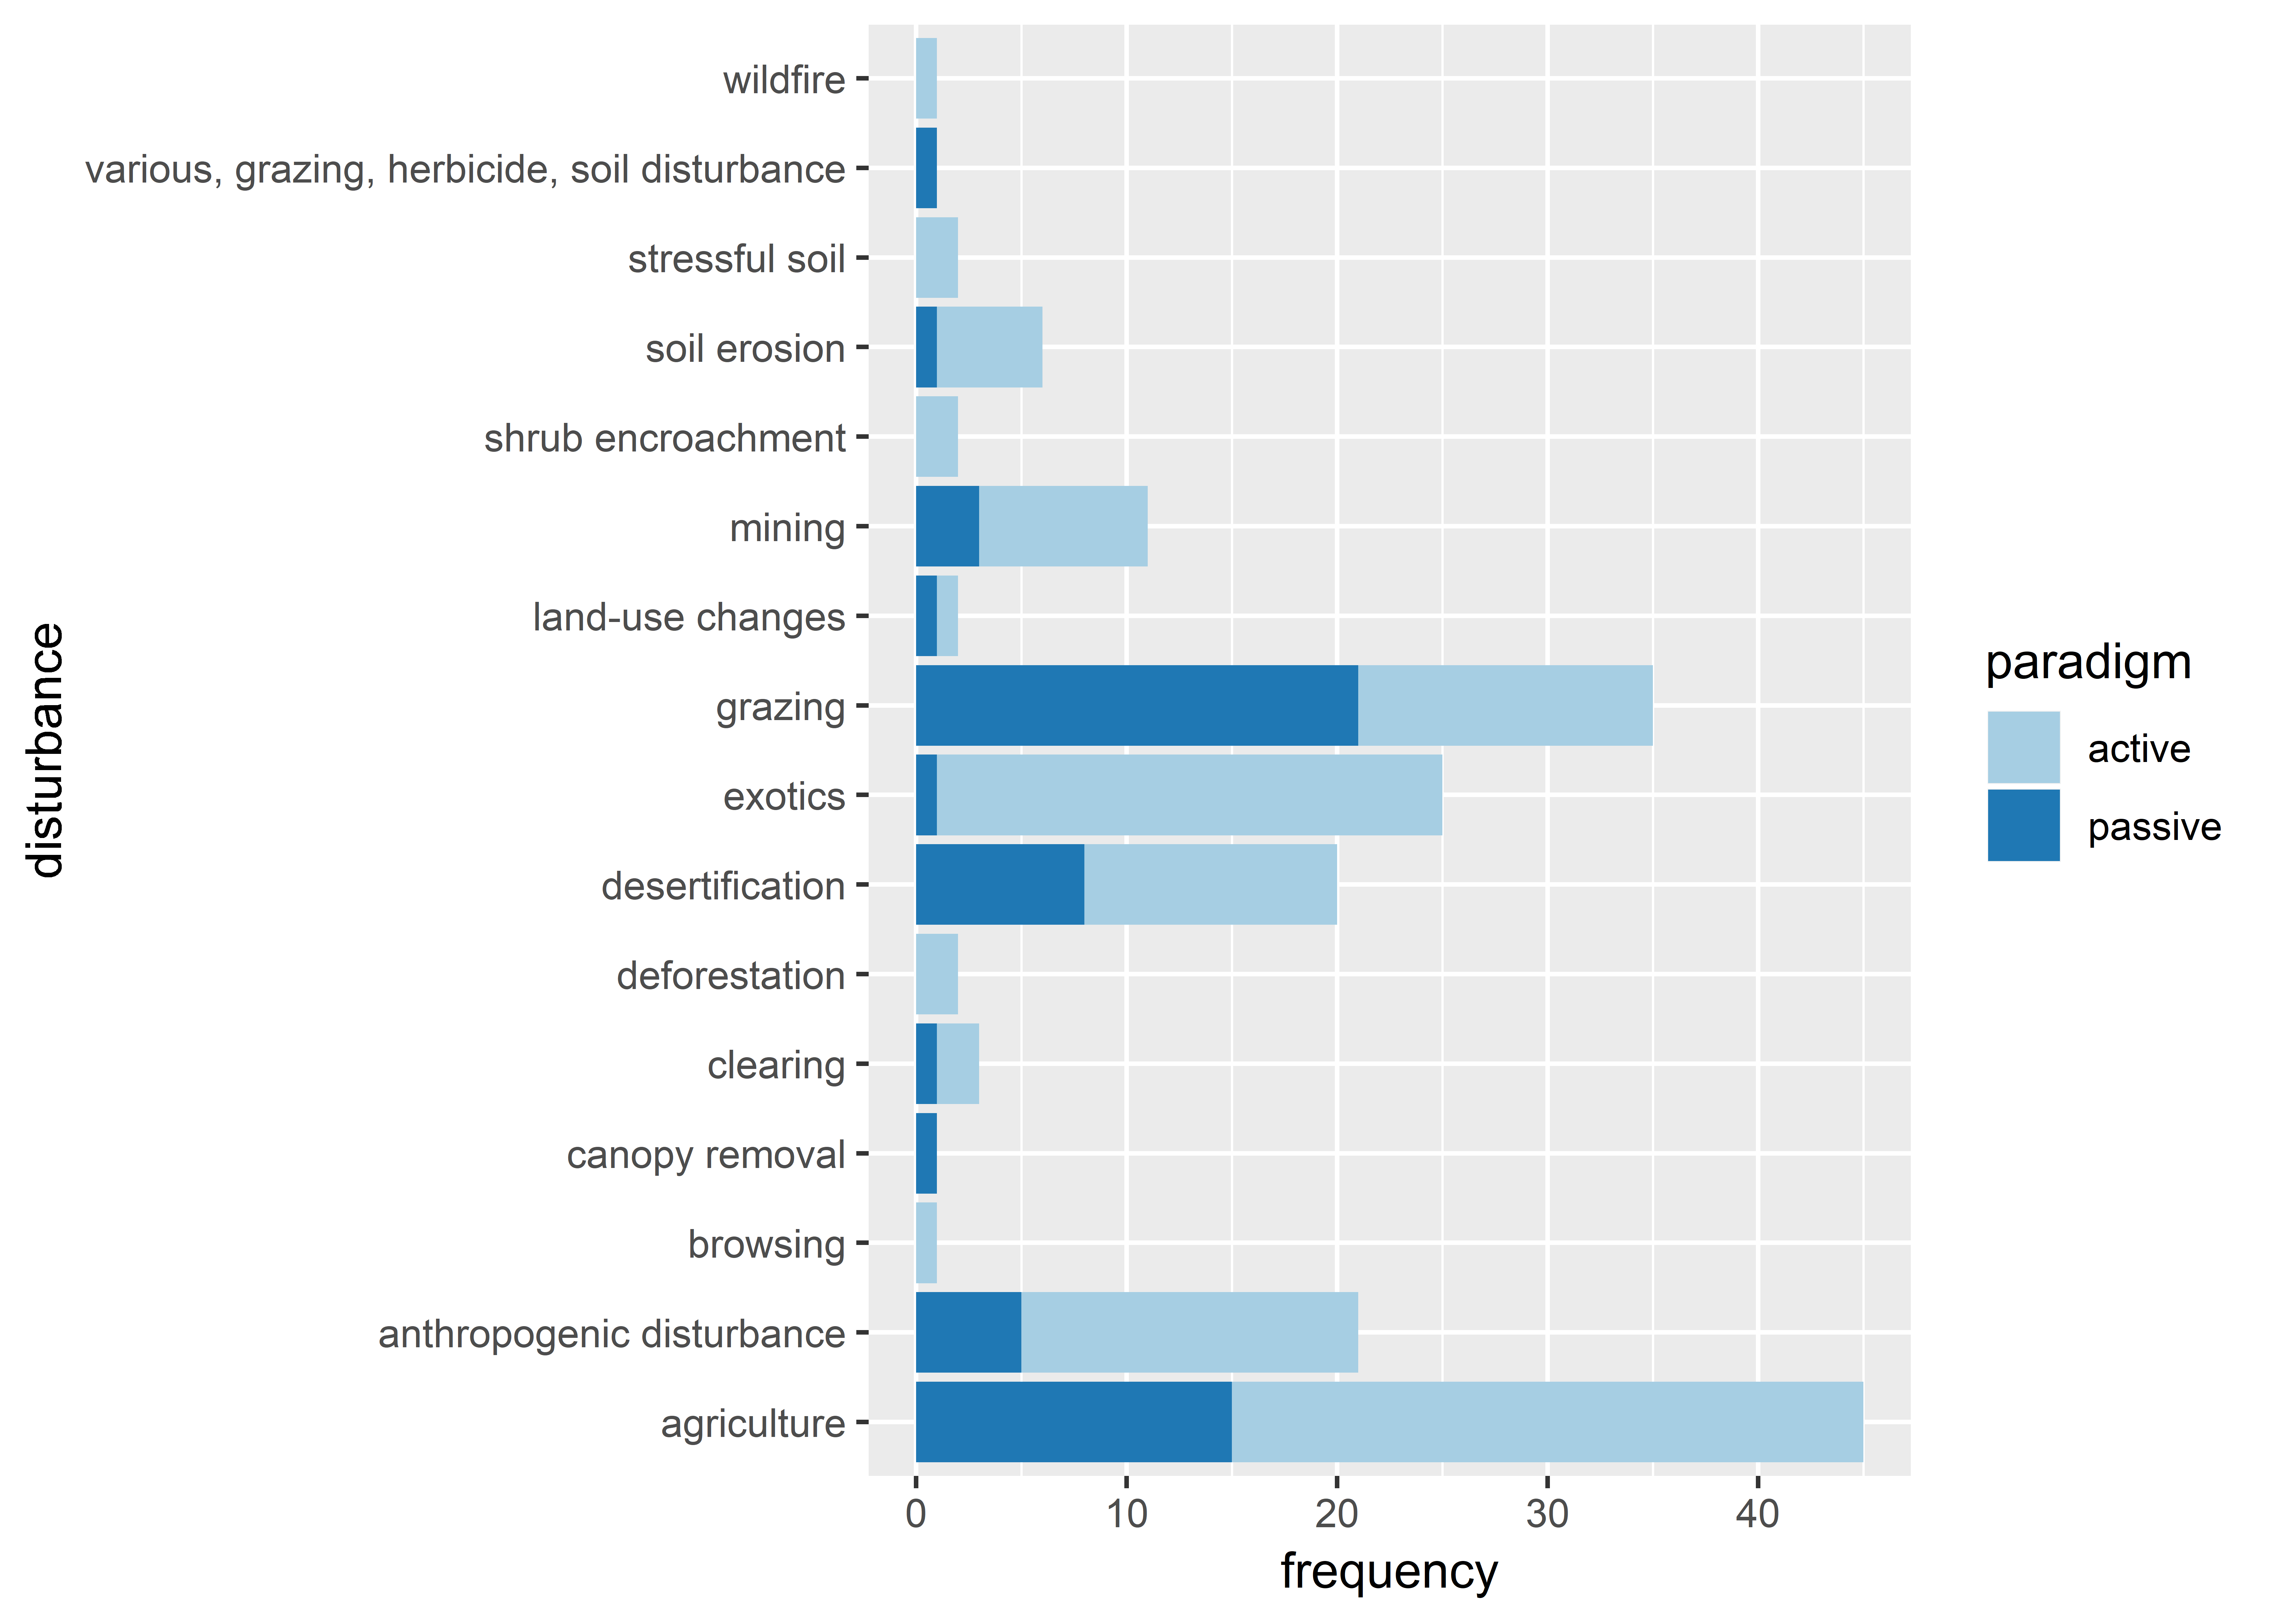 wildfire
various, grazing, herbicide, soil disturbance
stressful soil
soil erosion
shrub encroachment
mining
land-use changes
grazing
exotics
desertification
deforestation
clearing
canopy removal
browsing
anthropogenic disturbance
agriculture
disturbance
0 10 20 30 40
frequency
paradigm
active
passive